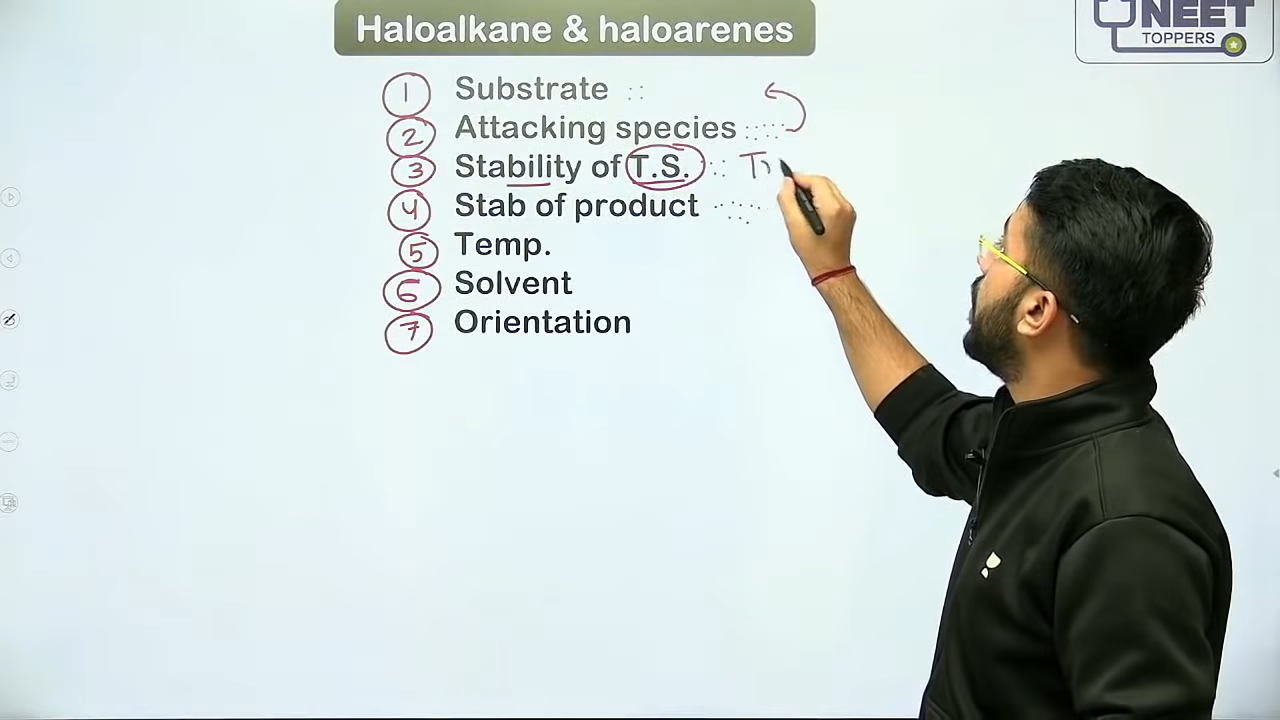 Haloalkane & haloarenes
NEET
TOPPERS
1 Substrate ::
2 Attacking species
3 Stability of T.S. :: Tr
4 Stab of product
5 Temp.
6 Solvent
7 Orientation